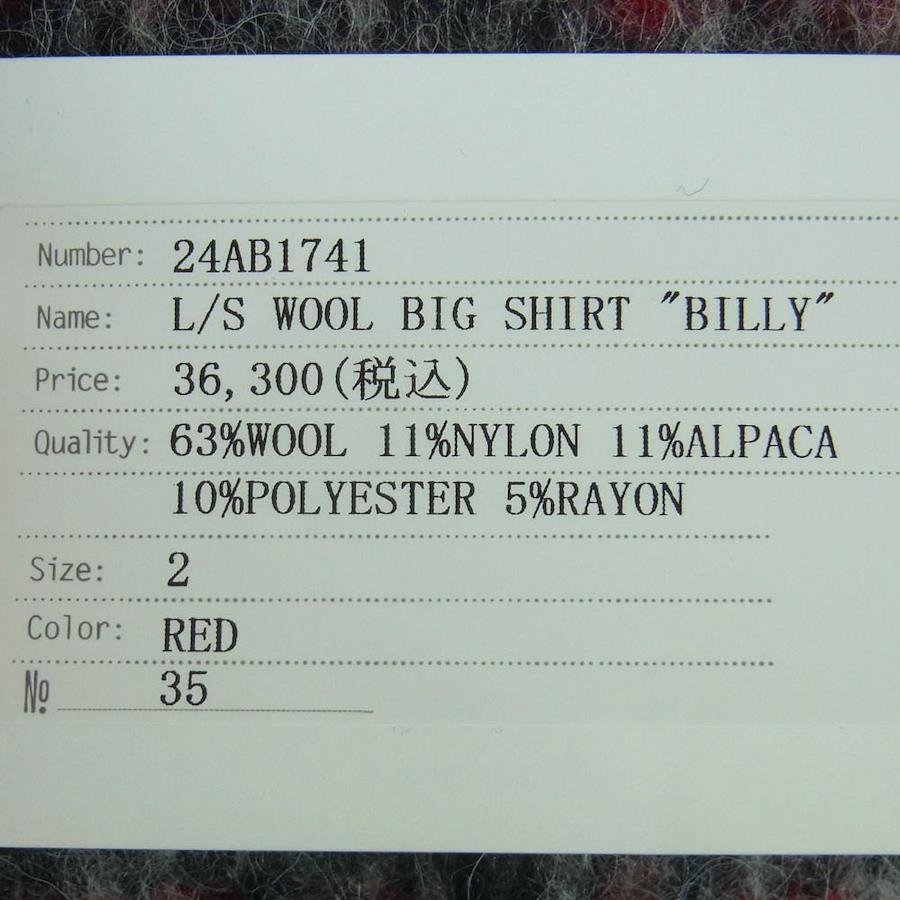 Number: 24AB1741
Name: L/S WOOL BIG SHIRT "BILLY"
Price: 36,300(税込)
Quality: 63%WOOL 11%NYLON 11%ALPACA
10%POLYESTER 5%RAYON
Size: 2
Color: RED
№ 35